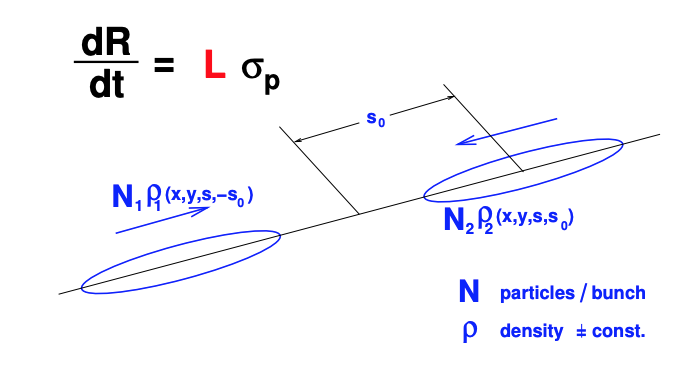 dR/dt = L σp
s₀
N₁ρ₁(x,y,s,−s₀)
N₂ρ₂(x,y,s,s₀)
N particles / bunch
ρ density ≠ const.